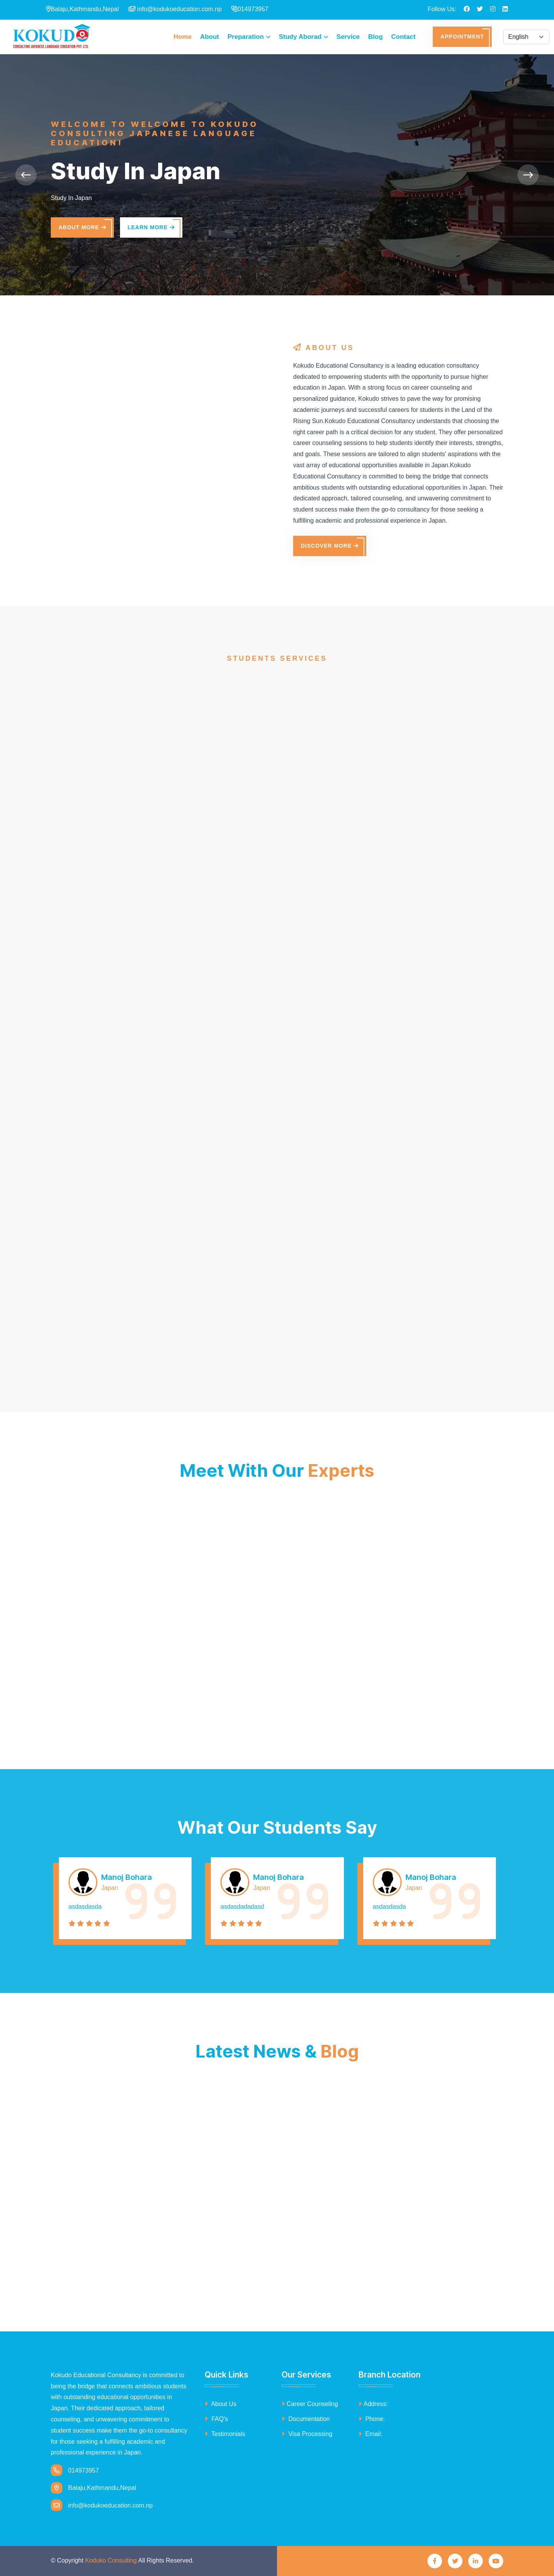 Balaju,Kathmandu,Nepal info@kodukoeducation.com.np 014973957 Follow Us:
KOKUDO
CONSULTING JAPANESE LANGUAGE EDUCATION PVT. LTD.
Home About Preparation Study Aborad Service Blog Contact APPOINTMENT English
WELCOME TO WELCOME TO KOKUDO
CONSULTING JAPANESE LANGUAGE
EDUCATION!
Study In Japan
Study In Japan
ABOUT MORE LEARN MORE
ABOUT US
Kokudo Educational Consultancy is a leading education consultancy
dedicated to empowering students with the opportunity to pursue higher
education in Japan. With a strong focus on career counseling and
personalized guidance, Kokudo strives to pave the way for promising
academic journeys and successful careers for students in the Land of the
Rising Sun.Kokudo Educational Consultancy understands that choosing the
right career path is a critical decision for any student. They offer personalized
career counseling sessions to help students identify their interests, strengths,
and goals. These sessions are tailored to align students' aspirations with the
vast array of educational opportunities available in Japan.Kokudo
Educational Consultancy is committed to being the bridge that connects
ambitious students with outstanding educational opportunities in Japan. Their
dedicated approach, tailored counseling, and unwavering commitment to
student success make them the go-to consultancy for those seeking a
fulfilling academic and professional experience in Japan.
DISCOVER MORE
STUDENTS SERVICES
Meet With Our Experts
What Our Students Say
Manoj Bohara
Japan
asdasdasda
Manoj Bohara
Japan
asdasdadadasd
Manoj Bohara
Japan
asdasdasda
Latest News & Blog
Kokudo Educational Consultancy is committed to
being the bridge that connects ambitious students
with outstanding educational opportunities in
Japan. Their dedicated approach, tailored
counseling, and unwavering commitment to
student success make them the go-to consultancy
for those seeking a fulfilling academic and
professional experience in Japan.
014973957
Balaju,Kathmandu,Nepal
info@kodukoeducation.com.np
Quick Links
About Us
FAQ's
Testimonials
Our Services
Career Counseling
Documentation
Visa Processing
Branch Location
Address:
Phone:
Email:
© Copyright Koduko Consulting All Rights Reserved.